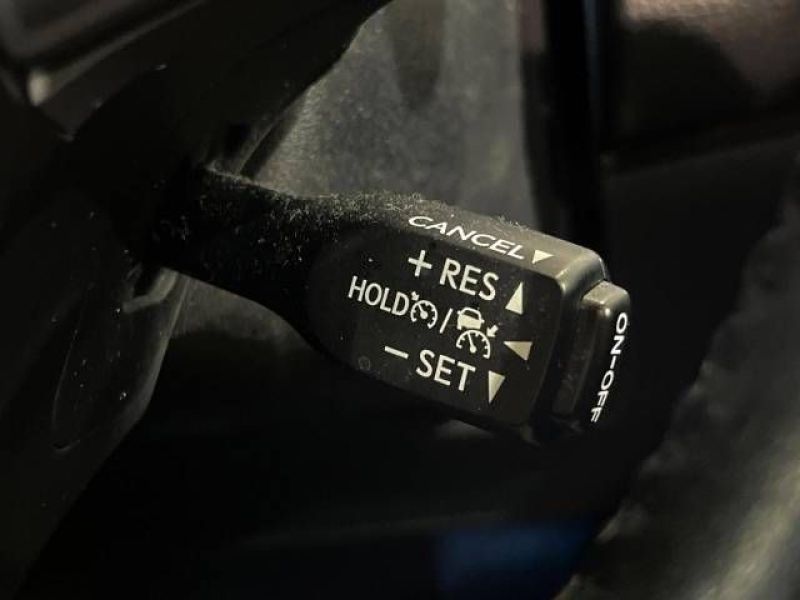 CANCEL
+ RES
HOLD /
- SET
ON-OFF